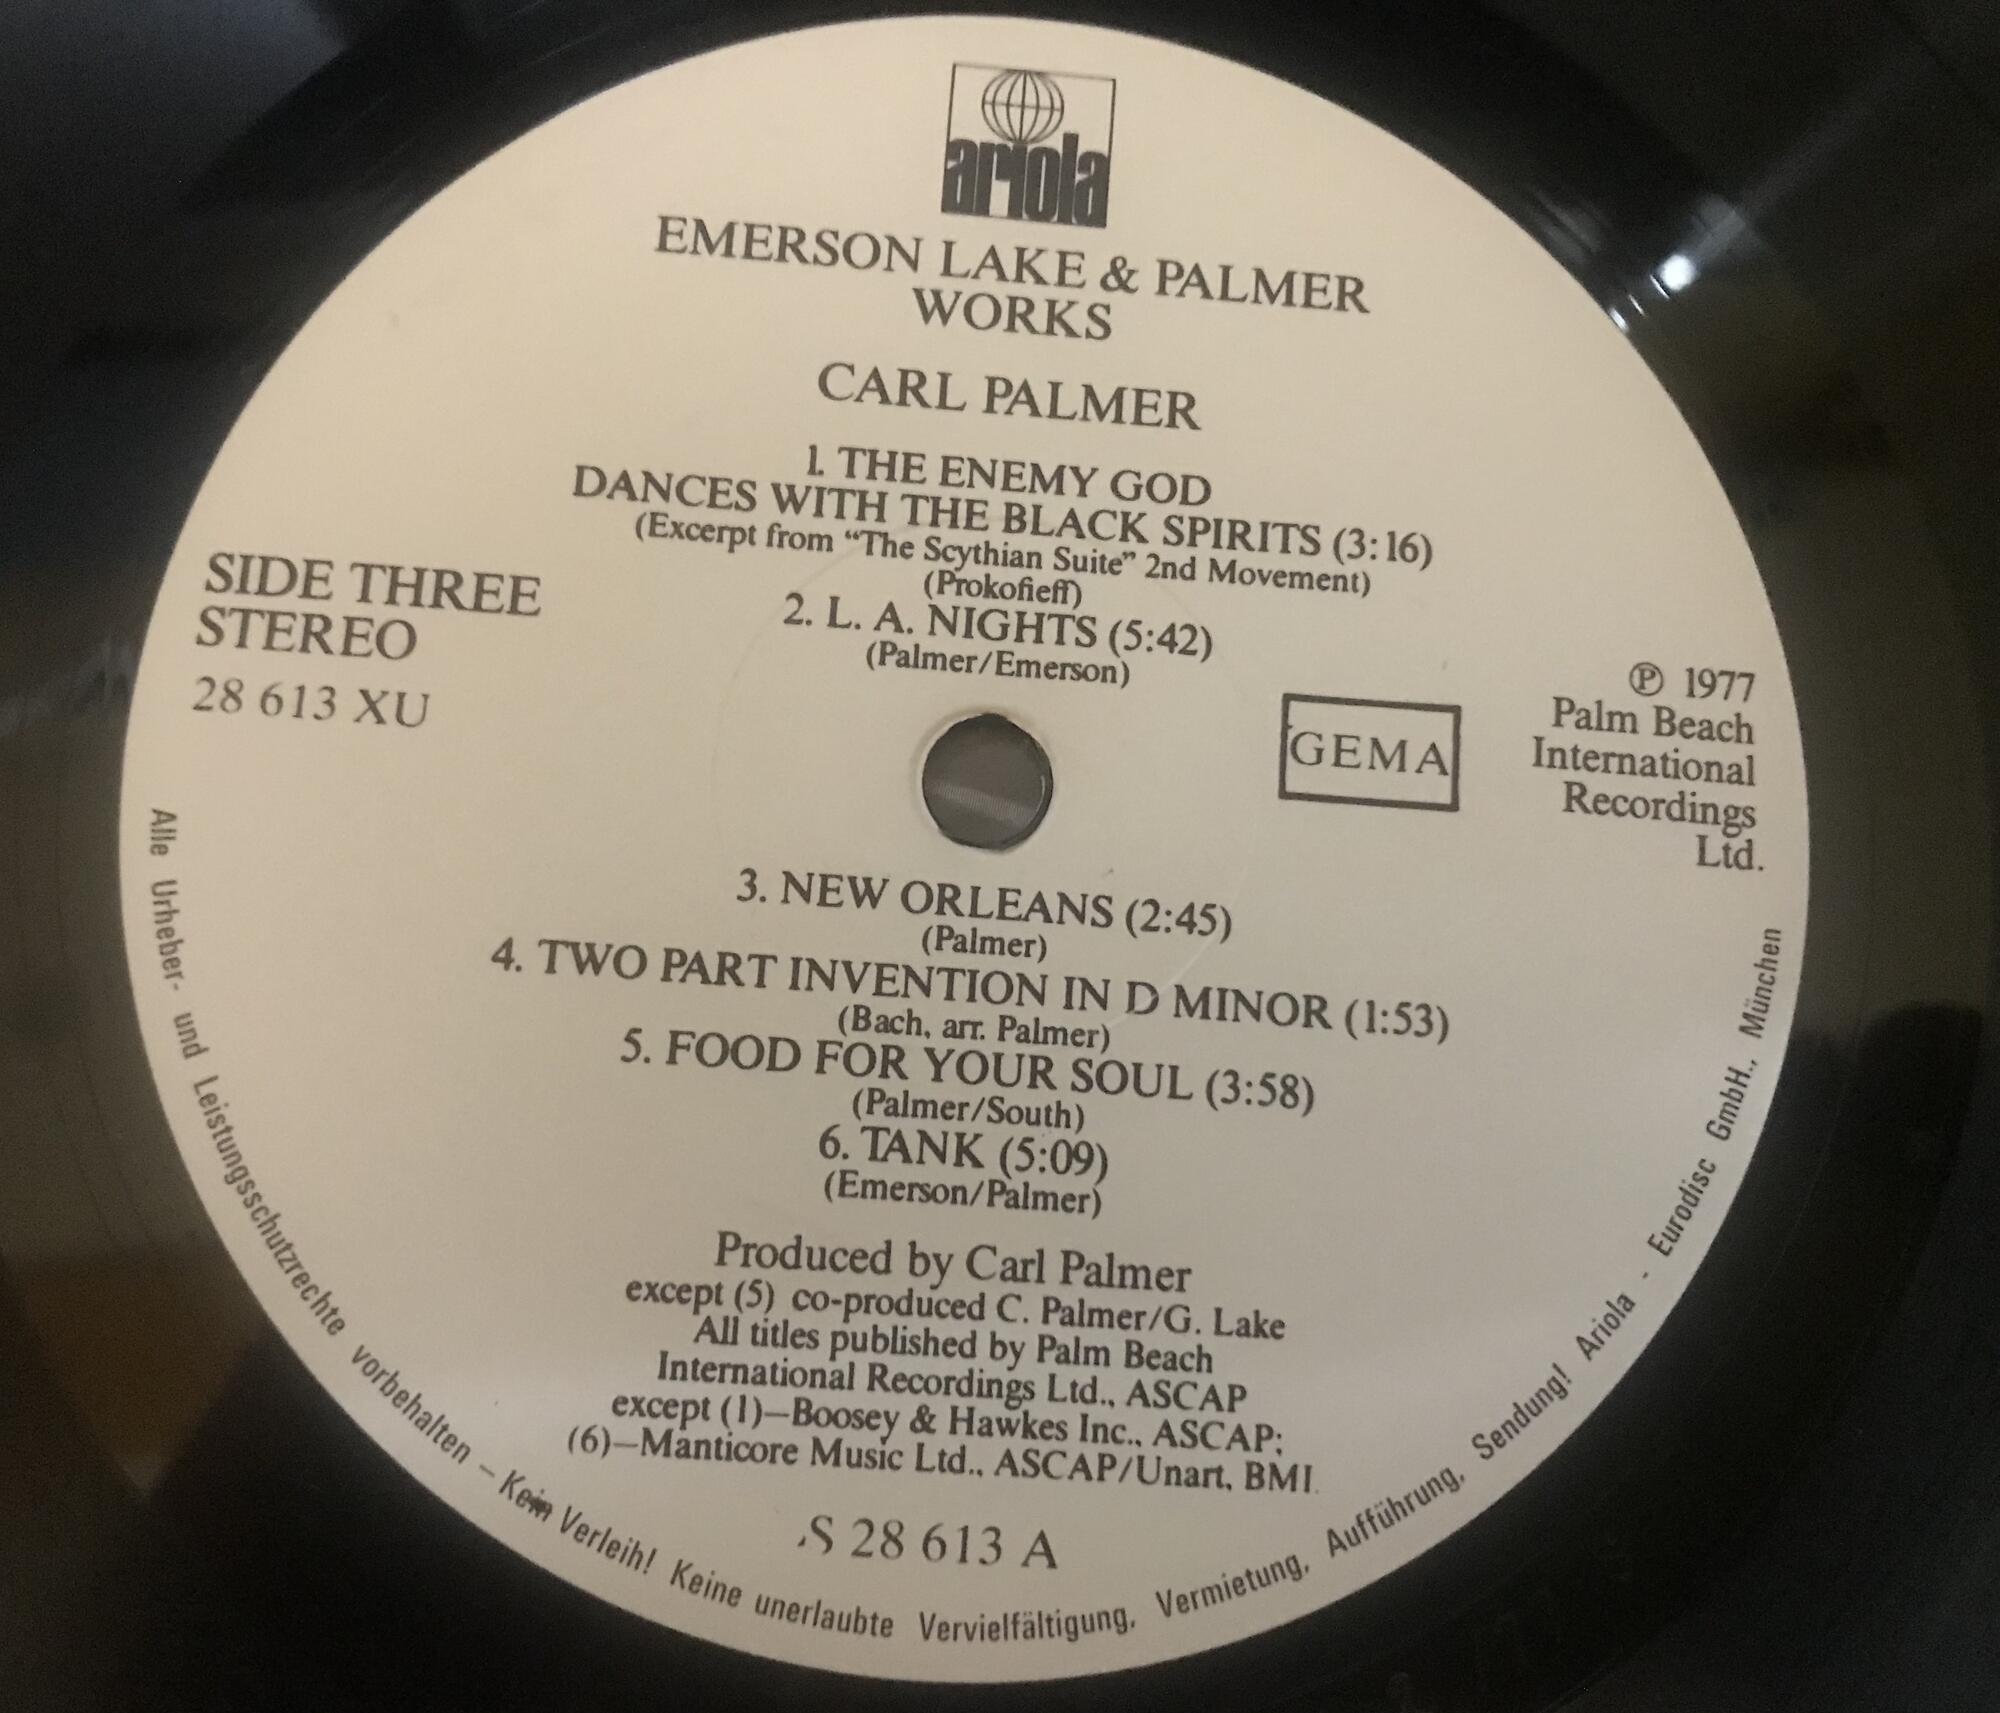 ariola
EMERSON LAKE & PALMER
WORKS
CARL PALMER
1. THE ENEMY GOD
DANCES WITH THE BLACK SPIRITS (3:16)
(Excerpt from “The Scythian Suite” 2nd Movement)
(Prokofieff)
2. L. A. NIGHTS (5:42)
(Palmer/Emerson)
SIDE THREE
STEREO
28 613 XU
GEMA
℗ 1977
Palm Beach
International
Recordings
Ltd.
3. NEW ORLEANS (2:45)
(Palmer)
4. TWO PART INVENTION IN D MINOR (1:53)
(Bach, arr. Palmer)
5. FOOD FOR YOUR SOUL (3:58)
(Palmer/South)
6. TANK (5:09)
(Emerson/Palmer)
Produced by Carl Palmer
except (5) co-produced C. Palmer/G. Lake
All titles published by Palm Beach
International Recordings Ltd., ASCAP
except (1)—Boosey & Hawkes Inc., ASCAP;
(6)—Manticore Music Ltd., ASCAP/Unart, BMI.
S 28 613 A
Alle Urheber- und Leistungsschutzrechte vorbehalten – Kein Verleih! Keine unerlaubte Vervielfältigung, Vermietung, Aufführung, Sendung! Ariola - Eurodisc GmbH., München